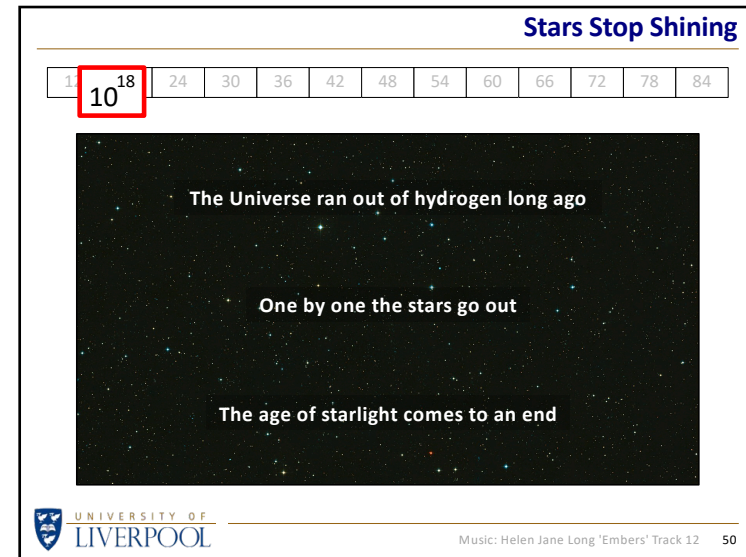 Stars Stop Shining
12 10^18 24 30 36 42 48 54 60 66 72 78 84
The Universe ran out of hydrogen long ago
One by one the stars go out
The age of starlight comes to an end
UNIVERSITY OF
LIVERPOOL
Music: Helen Jane Long 'Embers' Track 12 50